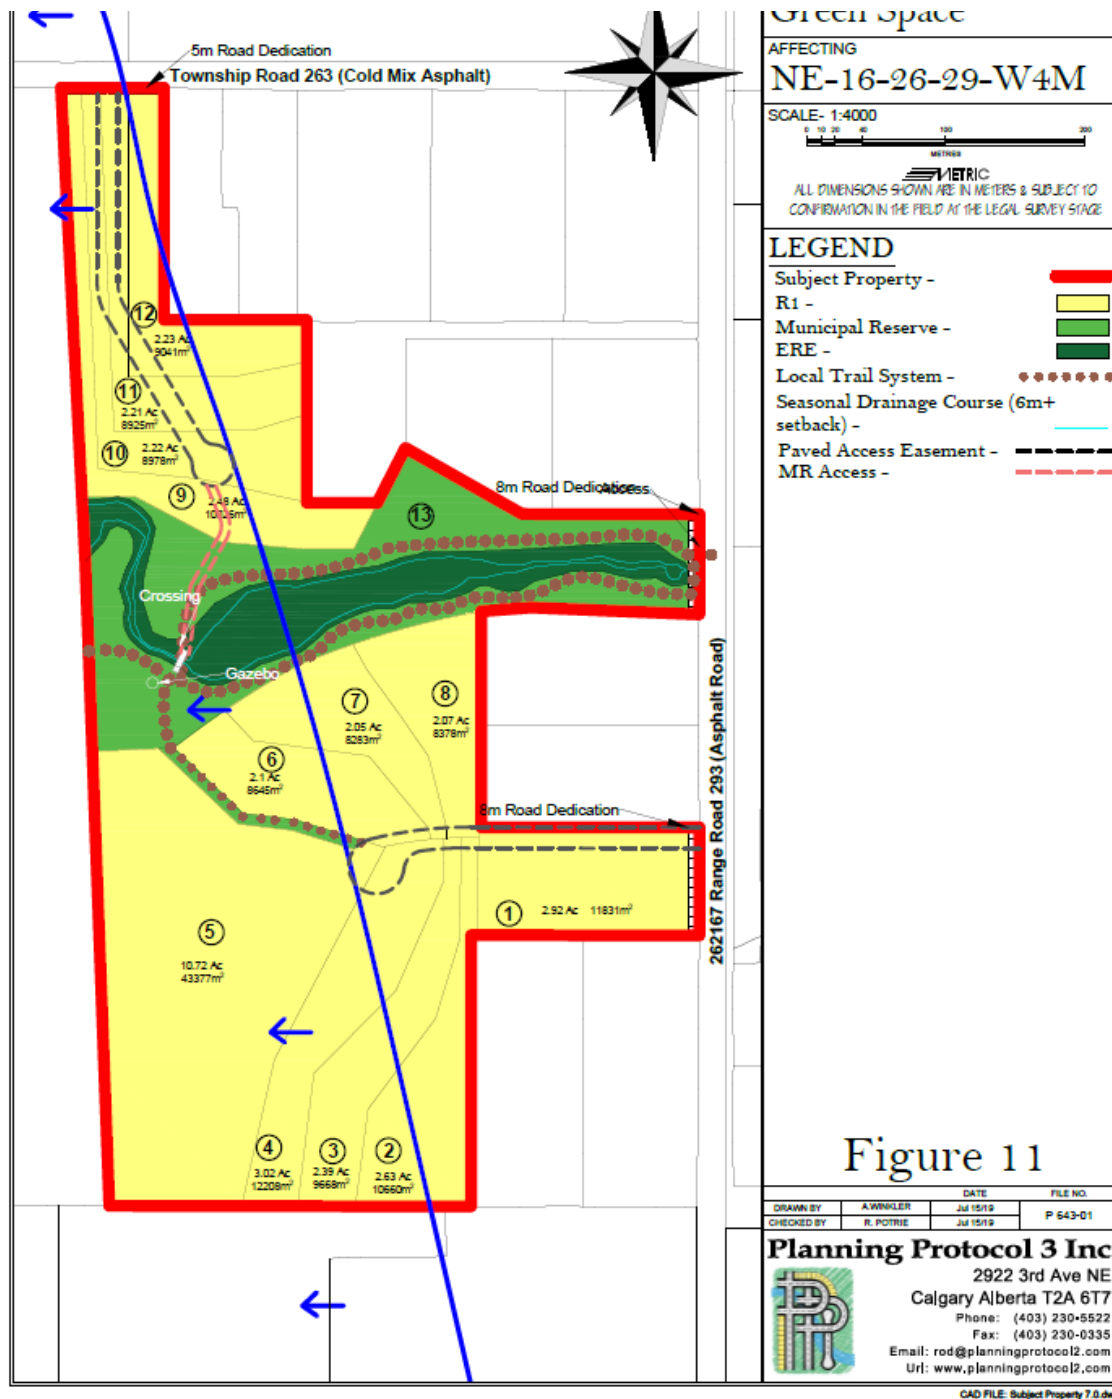 Green Space
AFFECTING
NE-16-26-29-W4M
SCALE- 1:4000
0 10 20 40 100 200
METRES
METRIC
ALL DIMENSIONS SHOWN ARE IN METERS & SUBJECT TO
CONFIRMATION IN THE FIELD AT THE LEGAL SURVEY STAGE
LEGEND
Subject Property -
R1 -
Municipal Reserve -
ERE -
Local Trail System -
Seasonal Drainage Course (6m+
setback) -
Paved Access Easement -
MR Access -
5m Road Dedication
Township Road 263 (Cold Mix Asphalt)
12
2.23 Ac
9041m²
11
2.21 Ac
8925m²
10
2.22 Ac
8978m²
9
2.48 Ac
8m Road Dedication
Access
13
Crossing
Gazebo
7
2.05 Ac
8283m²
8
2.07 Ac
8378m²
6
2.1 Ac
8645m²
8m Road Dedication
262167 Range Road 293 (Asphalt Road)
1
2.92 Ac 11831m²
5
10.72 Ac
43377m²
4
3.02 Ac
12208m²
3
2.39 Ac
9668m²
2
2.63 Ac
10660m²
Figure 11
DATE FILE NO.
DRAWN BY A.WINKLER Jul 15/19 P 643-01
CHECKED BY R. POTRIE Jul 15/19
Planning Protocol 3 Inc
2922 3rd Ave NE
Calgary Alberta T2A 6T7
Phone: (403) 230-5522
Fax: (403) 230-0335
Email: rod@planningprotocol2.com
Url: www.planningprotocol2.com
CAD FILE: Subject Property 7.0.dw